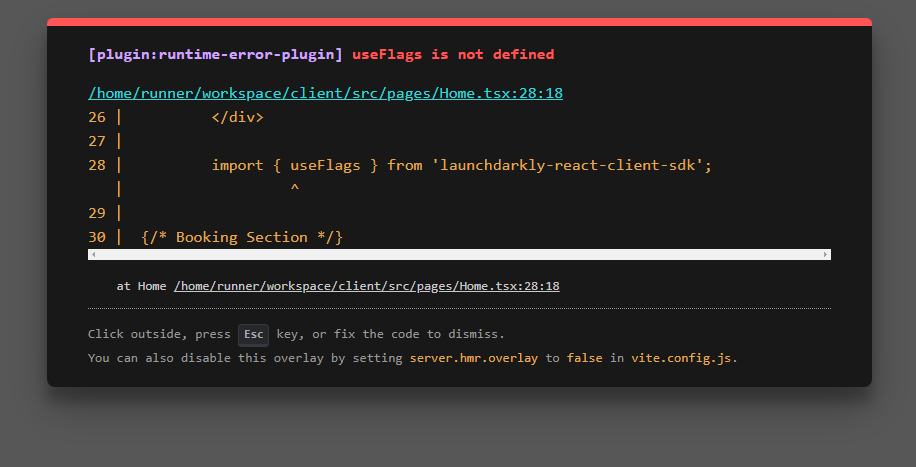 [plugin:runtime-error-plugin] useFlags is not defined
/home/runner/workspace/client/src/pages/Home.tsx:28:18
26 |          </div>
27 |
28 |          import { useFlags } from 'launchdarkly-react-client-sdk';
   |                   ^
29 |
30 |  {/* Booking Section */}
at Home /home/runner/workspace/client/src/pages/Home.tsx:28:18
Click outside, press Esc key, or fix the code to dismiss.
You can also disable this overlay by setting server.hmr.overlay to false in vite.config.js.